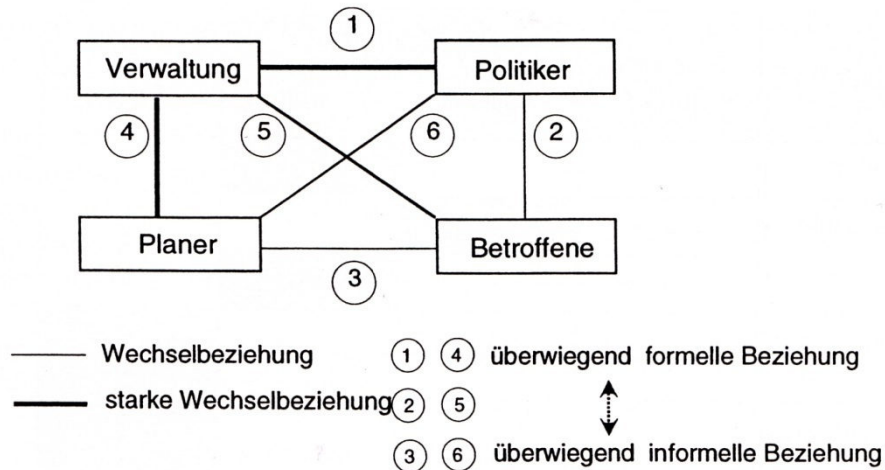 1
Verwaltung
Politiker
4
5
6
2
Planer
Betroffene
3
Wechselbeziehung
1 4 überwiegend formelle Beziehung
starke Wechselbeziehung
2 5
3 6 überwiegend informelle Beziehung